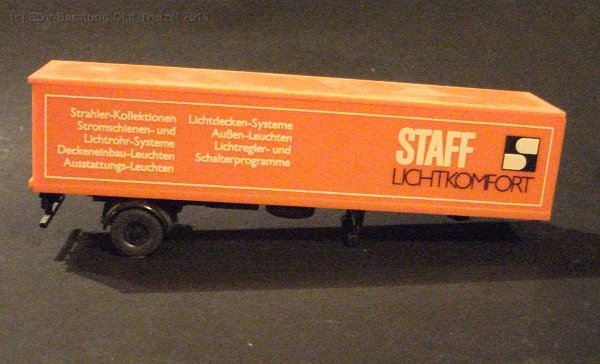 (c) EDV-Beratung Olaf Theuzel 2018
Strahler-Kollektionen
Stromschienen- und
Lichtrohr-Systeme
Deckeneinbau-Leuchten
Ausstattungs-Leuchten
Lichtdecken-Systeme
Außen-Leuchten
Lichtregler- und
Schalterprogramme
STAFF
LICHTKOMFORT